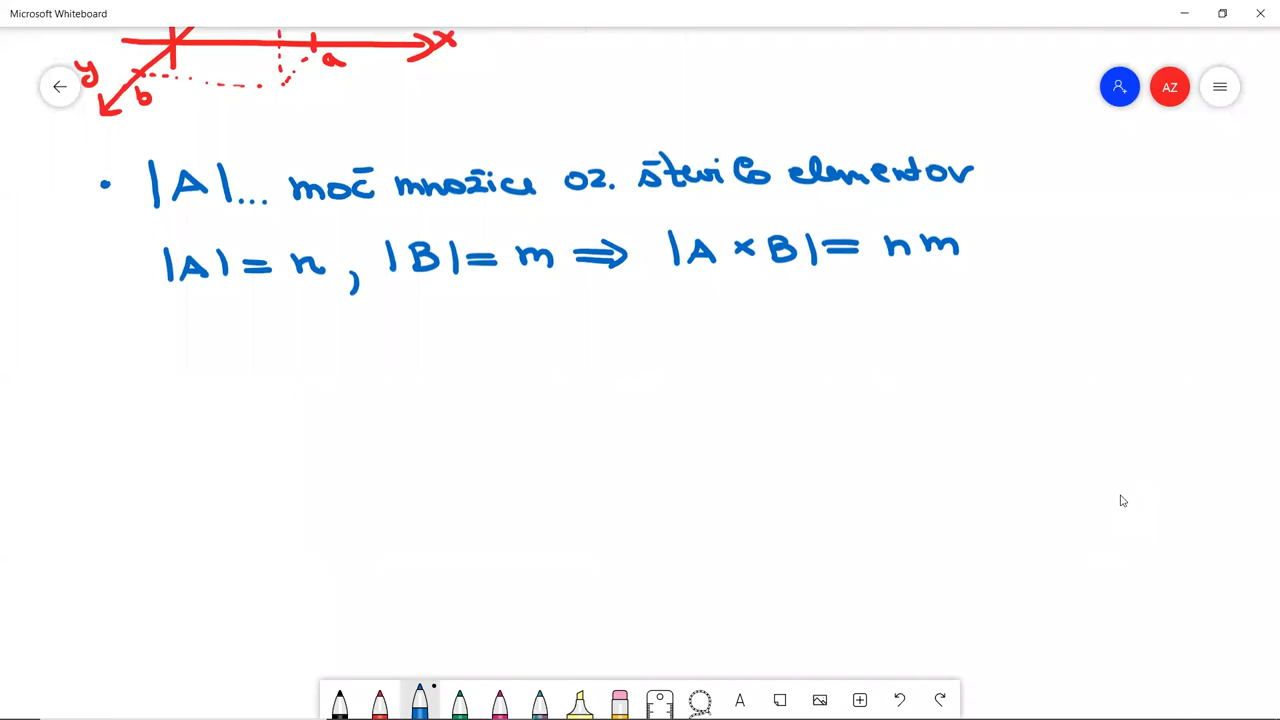 Microsoft Whiteboard
x
a
y
b
AZ
• |A|... moč množice oz. število elementov
|A| = n, |B| = m ⇒ |A × B| = nm
A